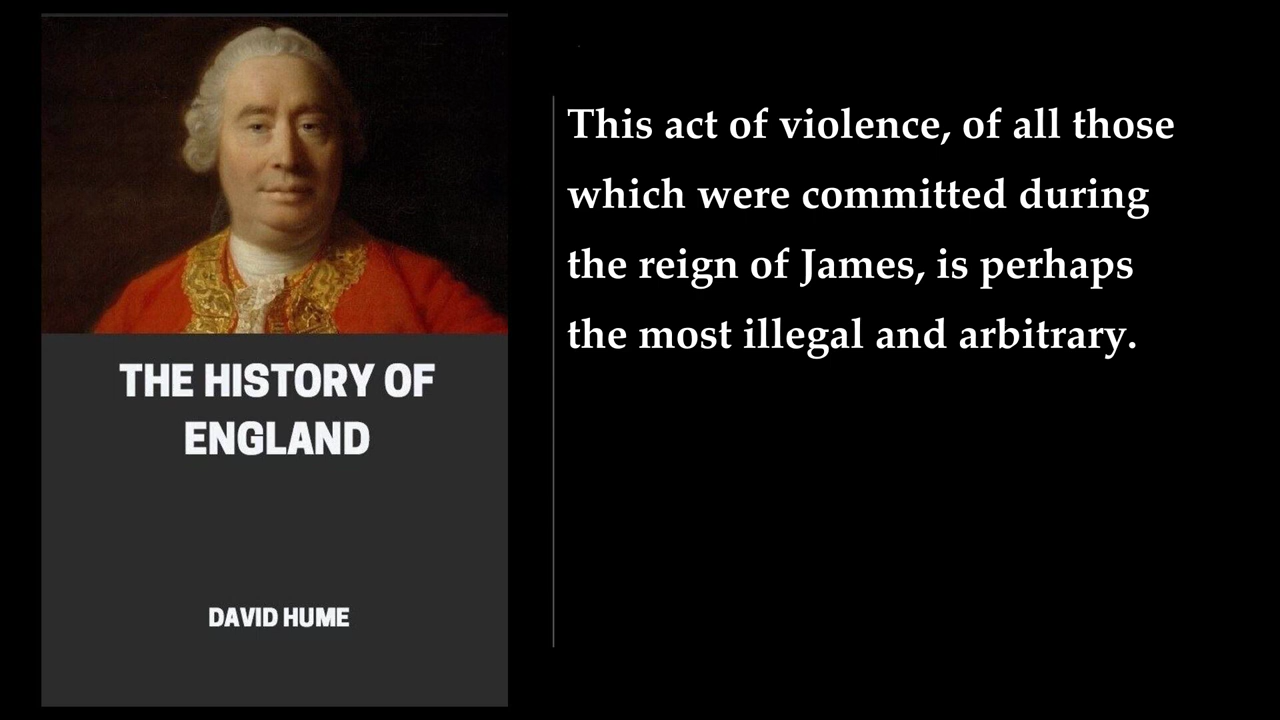 THE HISTORY OF
ENGLAND
DAVID HUME
This act of violence, of all those
which were committed during
the reign of James, is perhaps
the most illegal and arbitrary.